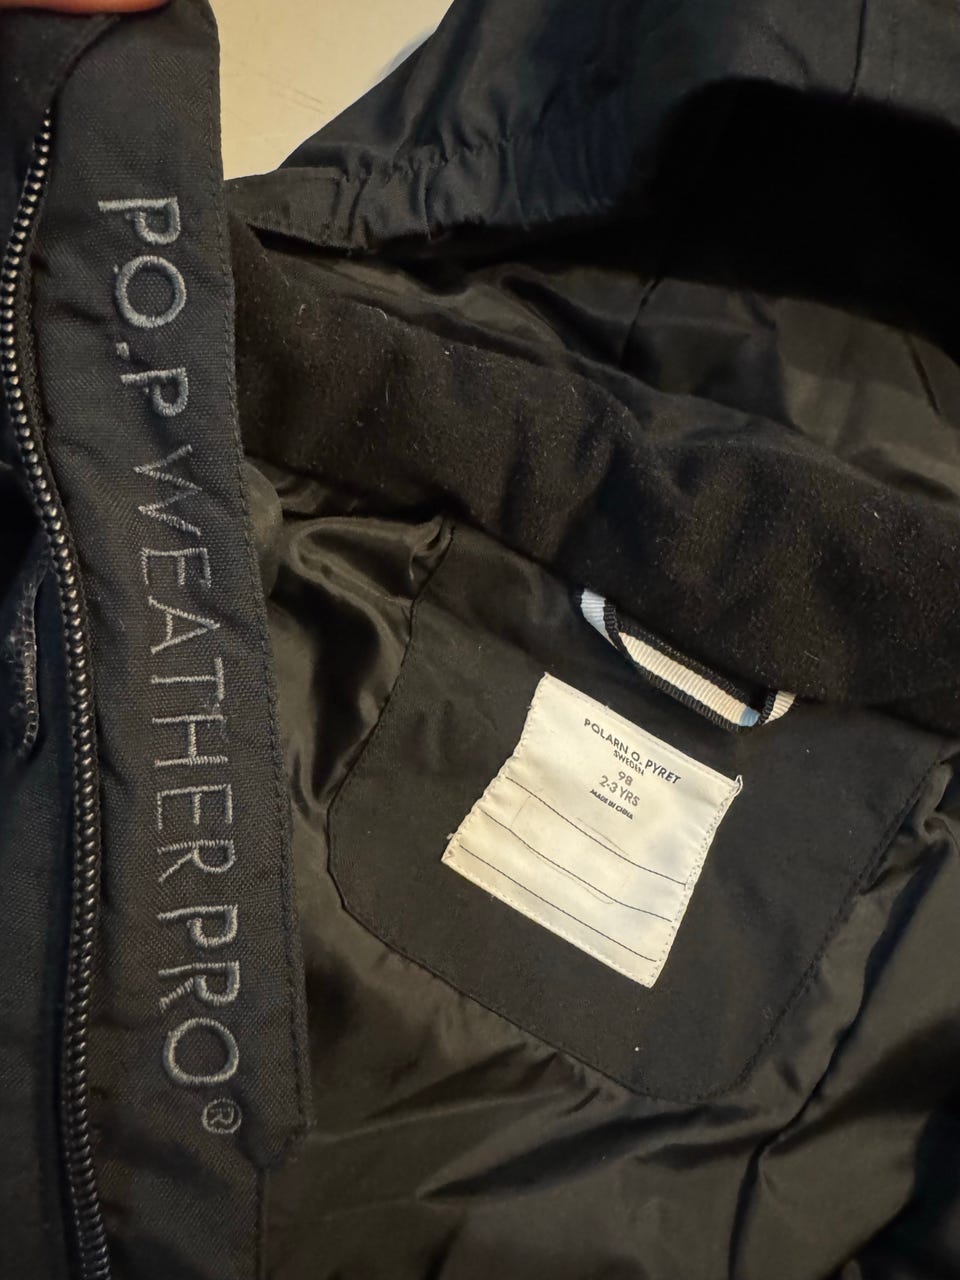 PO.P WEATHERPRO®
POLARN O. PYRET
SWEDEN
98
2-3 YRS
MADE IN CHINA